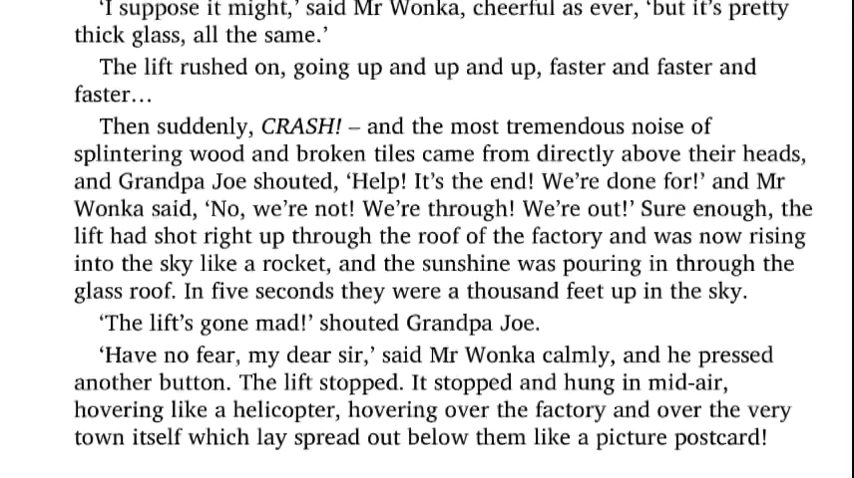 ‘I suppose it might,’ said Mr Wonka, cheerful as ever, ‘but it’s pretty
thick glass, all the same.’
The lift rushed on, going up and up and up, faster and faster and
faster…
Then suddenly, CRASH! – and the most tremendous noise of
splintering wood and broken tiles came from directly above their heads,
and Grandpa Joe shouted, ‘Help! It’s the end! We’re done for!’ and Mr
Wonka said, ‘No, we’re not! We’re through! We’re out!’ Sure enough, the
lift had shot right up through the roof of the factory and was now rising
into the sky like a rocket, and the sunshine was pouring in through the
glass roof. In five seconds they were a thousand feet up in the sky.
‘The lift’s gone mad!’ shouted Grandpa Joe.
‘Have no fear, my dear sir,’ said Mr Wonka calmly, and he pressed
another button. The lift stopped. It stopped and hung in mid-air,
hovering like a helicopter, hovering over the factory and over the very
town itself which lay spread out below them like a picture postcard!